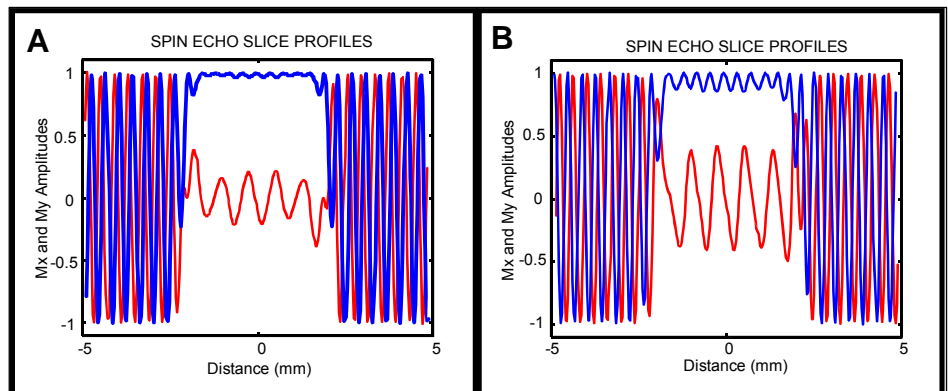 A
SPIN ECHO SLICE PROFILES
Mx and My Amplitudes
1
0.5
0
-0.5
-1
-5
0
5
Distance (mm)
B
SPIN ECHO SLICE PROFILES
Mx and My Amplitudes
1
0.5
0
-0.5
-1
-5
0
5
Distance (mm)